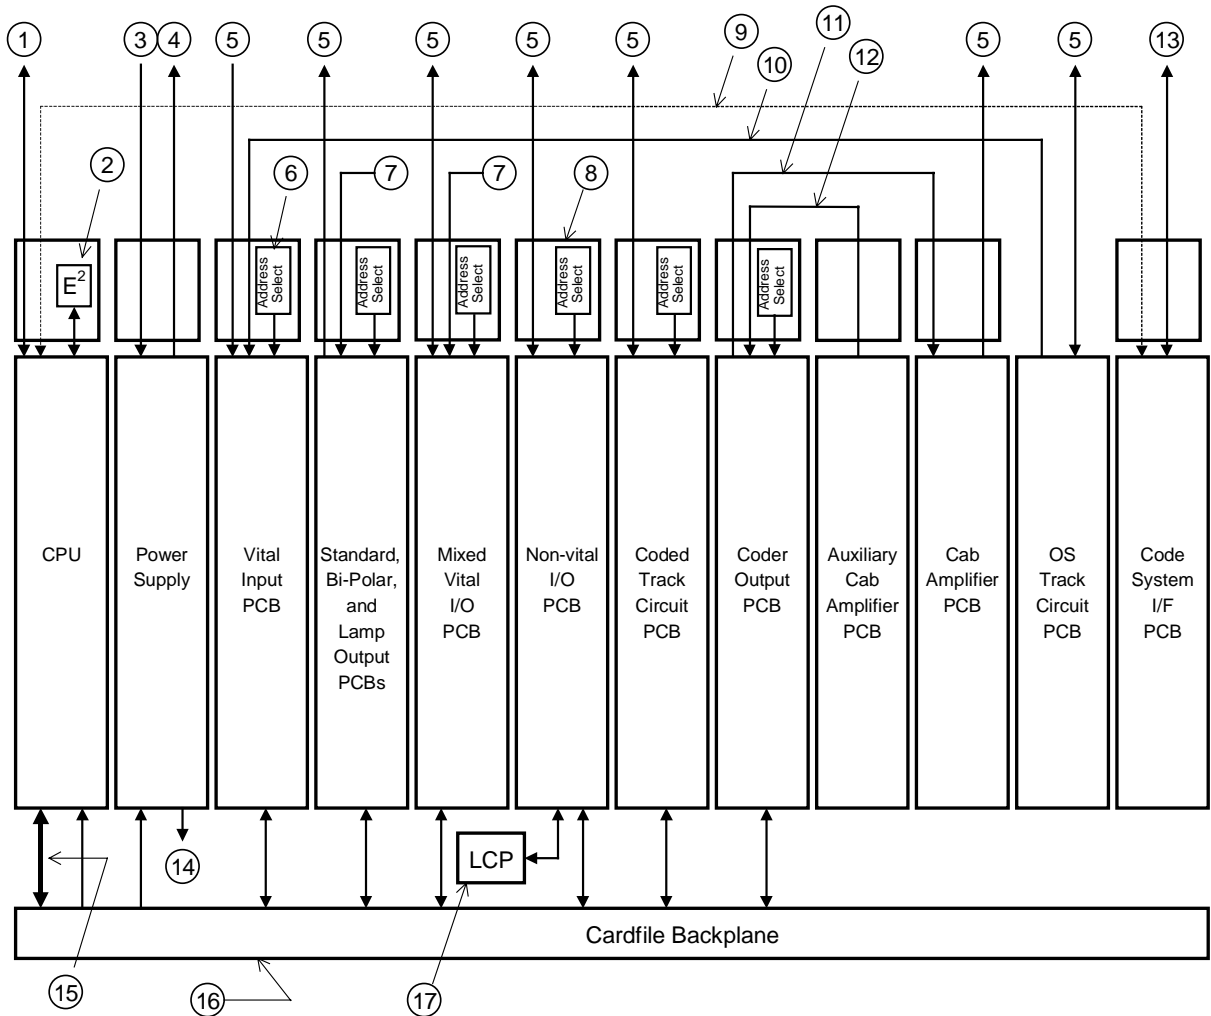 11
9
12
10
1
3
4
5
5
5
5
5
5
5
13
2
6
7
7
8
E2
Address
Select
Address
Select
Address
Select
Address
Select
Address
Select
Address
Select
CPU
Power
Supply
Vital
Input
PCB
Standard,
Bi-Polar,
and
Lamp
Output
PCBs
Mixed
Vital
I/O
PCB
Non-vital
I/O
PCB
Coded
Track
Circuit
PCB
Coder
Output
PCB
Auxiliary
Cab
Amplifier
PCB
Cab
Amplifier
PCB
OS
Track
Circuit
PCB
Code
System
I/F
PCB
14
LCP
Cardfile Backplane
15
16
17